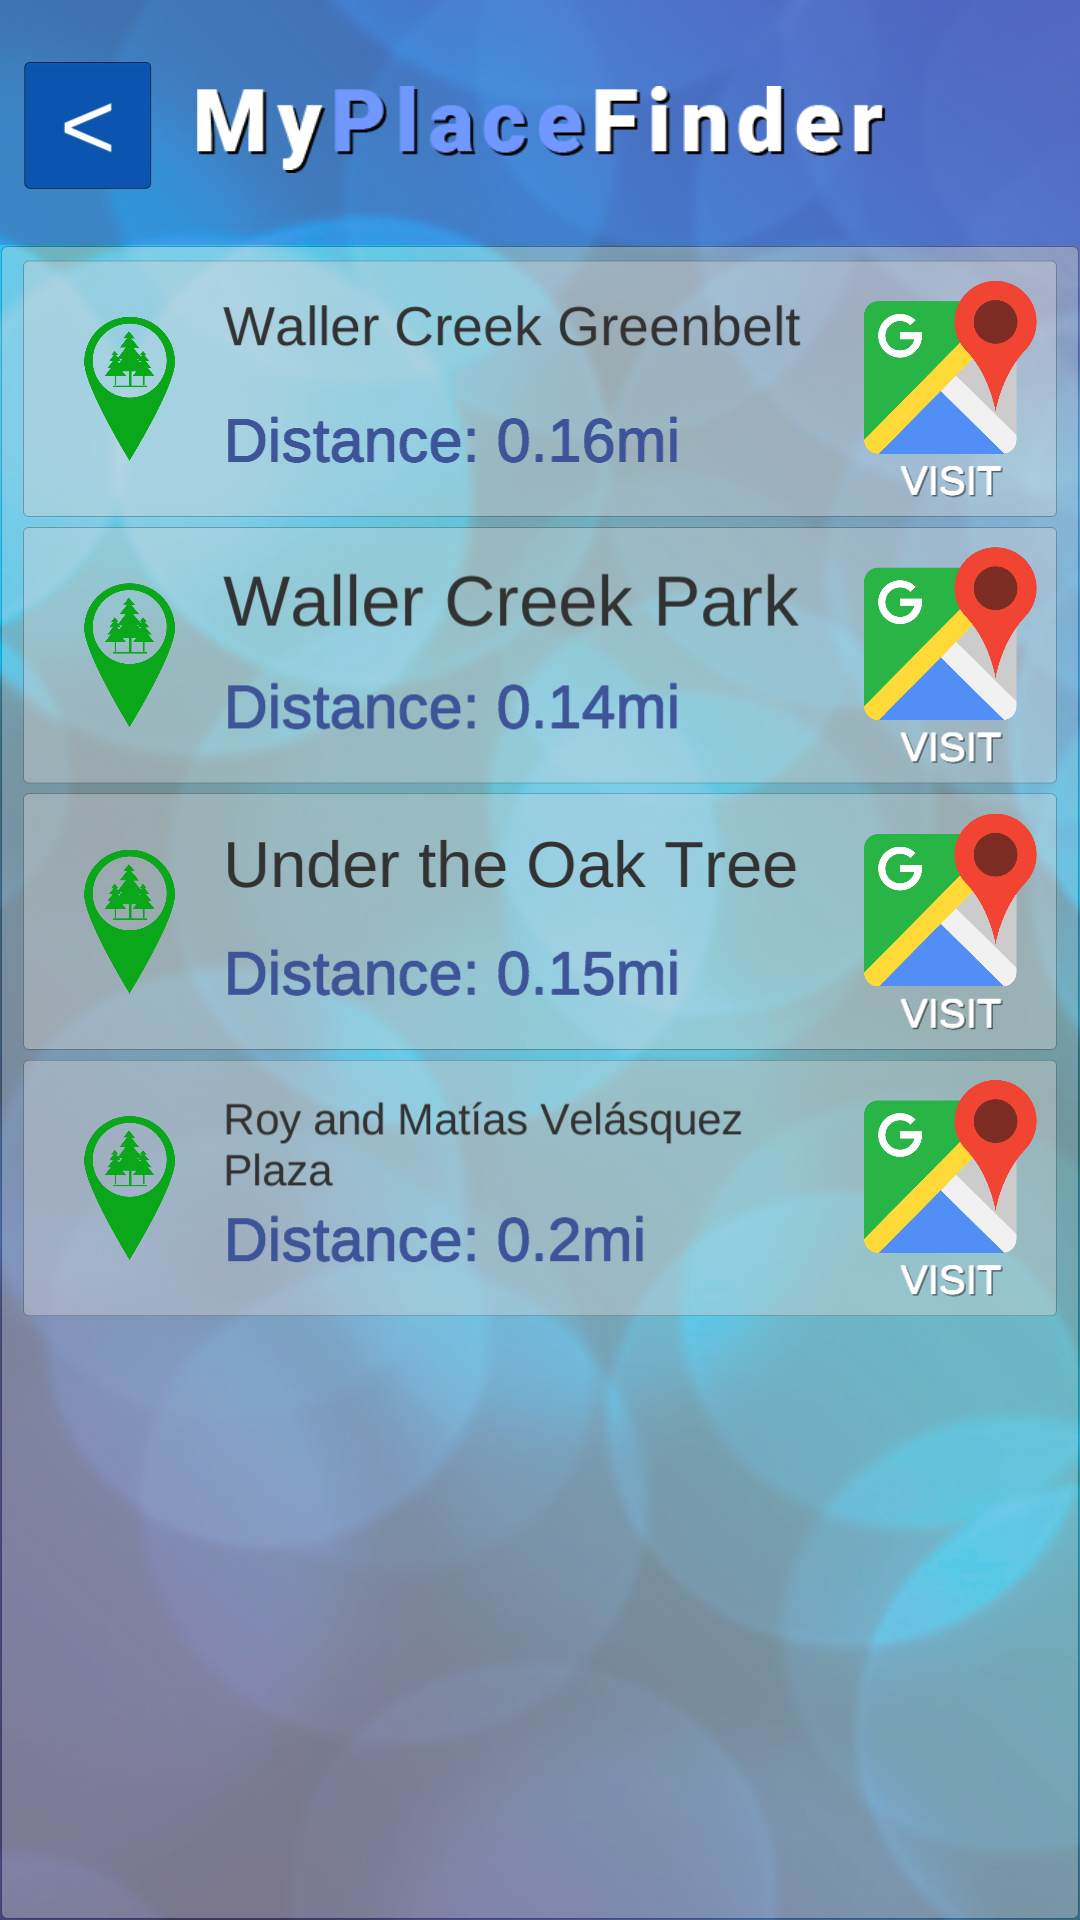 <
MyPlaceFinder
Waller Creek Greenbelt
Distance: 0.16mi
G
VISIT
Waller Creek Park
Distance: 0.14mi
G
VISIT
Under the Oak Tree
Distance: 0.15mi
G
VISIT
Roy and Matías Velásquez
Plaza
Distance: 0.2mi
G
VISIT